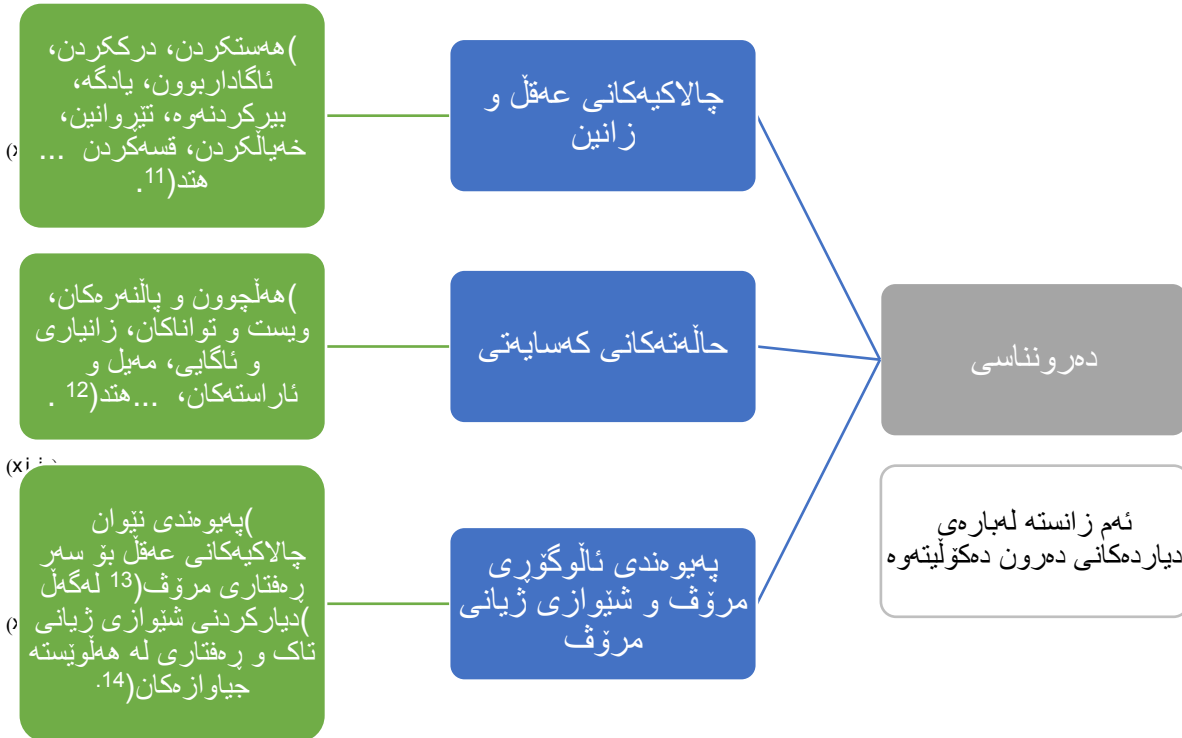 دەرونناسی
ئەم زانستە لەبارەی
دیاردەکانی دەرون دەکۆڵیتەوە
چالاکیەکانی عەقڵ و
زانین
)هەستکردن، درککردن،
ئاگاداربوون، یادگە،
بیرکردنەوە، تێڕوانین،
خەیاڵکردن، قسەکردن ...
هتد(11.
حاڵەتەکانی کەسایەتی
)هەڵچوون و پاڵنەرەکان،
ویست و تواناکان، زانیاری
و ئاگایی، مەیل و
ئاراستەکان، ...هتد(12 .
پەیوەندی ئاڵوگۆڕی
مرۆڤ و شێوازی ژیانی
مرۆڤ
)پەیوەندی نێوان
چالاکیەکانی عەقڵ بۆ سەر
ڕەفتاری مرۆڤ(13 لەگەڵ
)دیارکردنی شێوازی ژیانی
تاک و ڕەفتاری لە هەڵوێستە
جیاوازەکان(14.